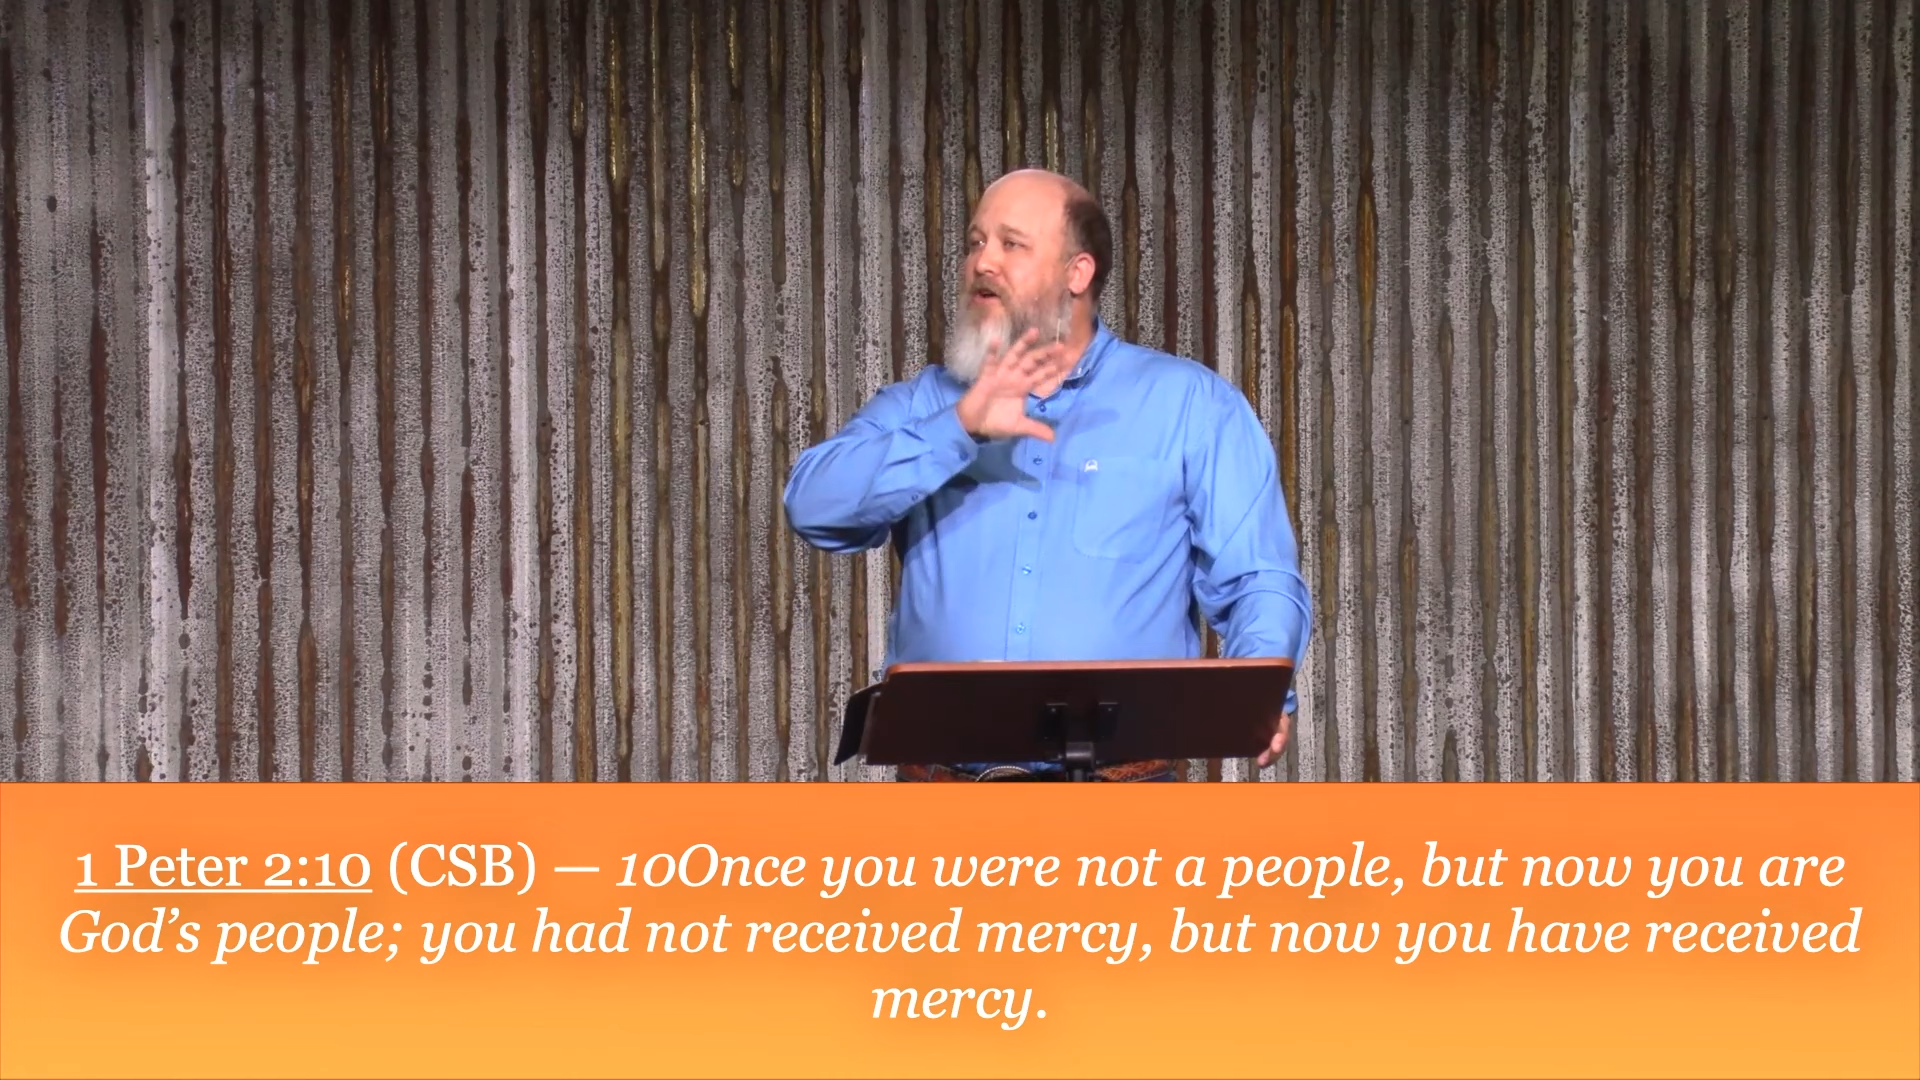 1 Peter 2:10 (CSB) — 10Once you were not a people, but now you are
God’s people; you had not received mercy, but now you have received
mercy.